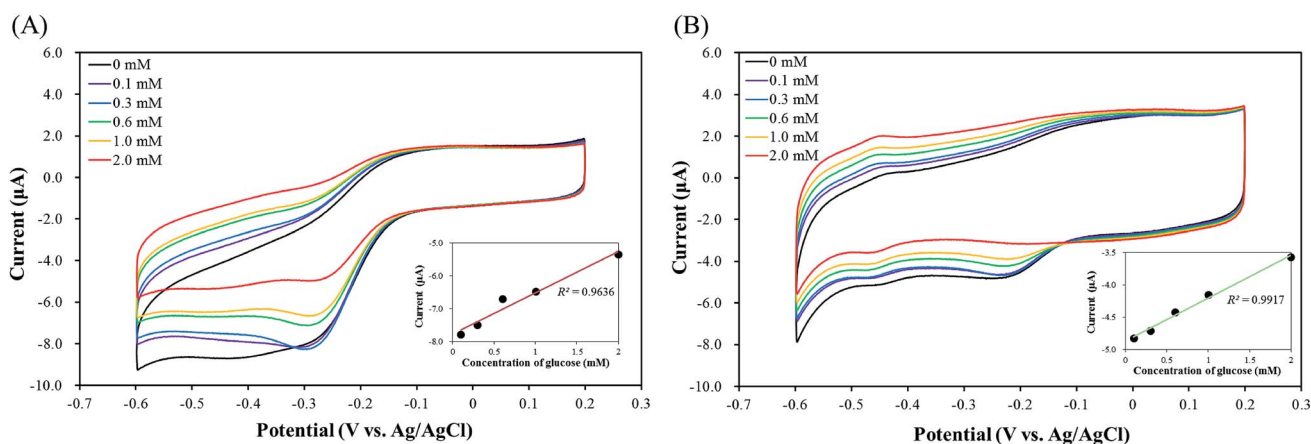 (A)
6.0
4.0
2.0
0.0
-2.0
-4.0
-6.0
-8.0
-10.0
Current (μA)
0 mM
0.1 mM
0.3 mM
0.6 mM
1.0 mM
2.0 mM
-0.7 -0.6 -0.5 -0.4 -0.3 -0.2 -0.1 0 0.1 0.2 0.3
Potential (V vs. Ag/AgCl)
-5.0
-6.0
-7.0
-8.0
Current (μA)
R² = 0.9636
0 0.5 1 2
Concentration of glucose (mM)
(B)
6.0
4.0
2.0
0.0
-2.0
-4.0
-6.0
-8.0
-10.0
Current (μA)
0 mM
0.1 mM
0.3 mM
0.6 mM
1.0 mM
2.0 mM
-0.7 -0.6 -0.5 -0.4 -0.3 -0.2 -0.1 0 0.1 0.2 0.3
Potential (V vs. Ag/AgCl)
-3.5
-4.0
-4.5
-5.0
Current (μA)
R² = 0.9917
0 0.5 1 2
Concentration of glucose (mM)